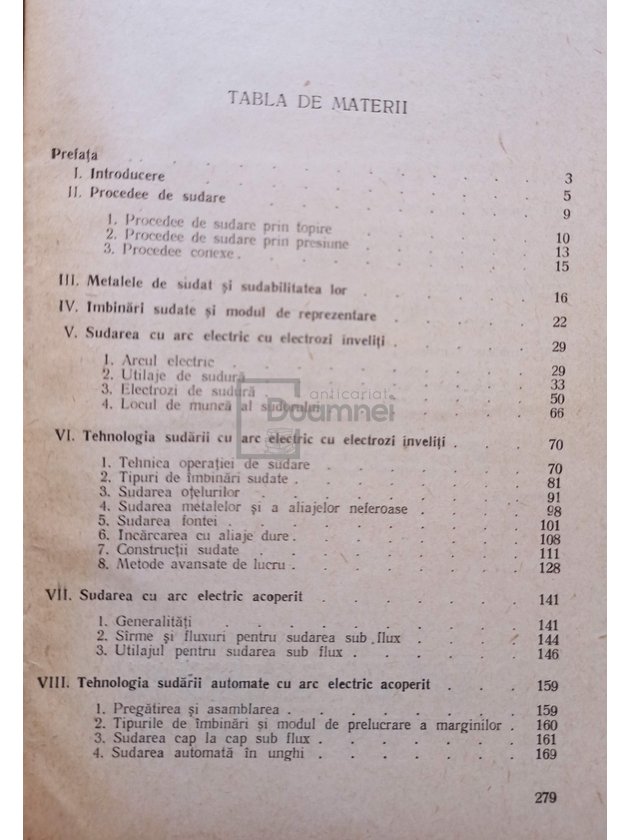 TABLA DE MATERII
Prefața . . . . . . . . 3
I. Introducere . . . . . . . . 5
II. Procedee de sudare . . . . . . . . 9
1. Procedee de sudare prin topire . . . . . 10
2. Procedee de sudare prin presiune . . . . . 13
3. Procedee conexe . . . . . . . . 15
III. Metalele de sudat și sudabilitatea lor . . . . . 16
IV. Imbinări sudate și modul de reprezentare . . . . . 22
V. Sudarea cu arc electric cu electrozi inveliți . . . . . 29
1. Arcul electric . . . . . . . . 29
2. Utilaje de sudură . . . . . . . . 33
3. Electrozi de sudură . . . . . . . . 50
4. Locul de muncă al sudorului . . . . . 66
anticariat
Doamnei
VI. Tehnologia sudării cu arc electric cu electrozi inveliți . . . 70
1. Tehnica operației de sudare . . . . . 70
2. Tipuri de îmbinări sudate . . . . . . 81
3. Sudarea oțelurilor . . . . . . . . 91
4. Sudarea metalelor și a aliajelor neferoase . . . . 98
5. Sudarea fontei . . . . . . . . 101
6. Incărcarea cu aliaje dure . . . . . . 108
7. Construcții sudate . . . . . . . . 111
8. Metode avansate de lucru . . . . . . 128
VII. Sudarea cu arc electric acoperit . . . . . 141
1. Generalități . . . . . . . . 141
2. Sîrme și fluxuri pentru sudarea sub flux . . . . 144
3. Utilajul pentru sudarea sub flux . . . . . 146
VIII. Tehnologia sudării automate cu arc electric acoperit . . . 159
1. Pregătirea și asamblarea . . . . . . 159
2. Tipurile de îmbinări și modul de prelucrare a marginilor . . 160
3. Sudarea cap la cap sub flux . . . . . 161
4. Sudarea automată în unghi . . . . . . 169
279